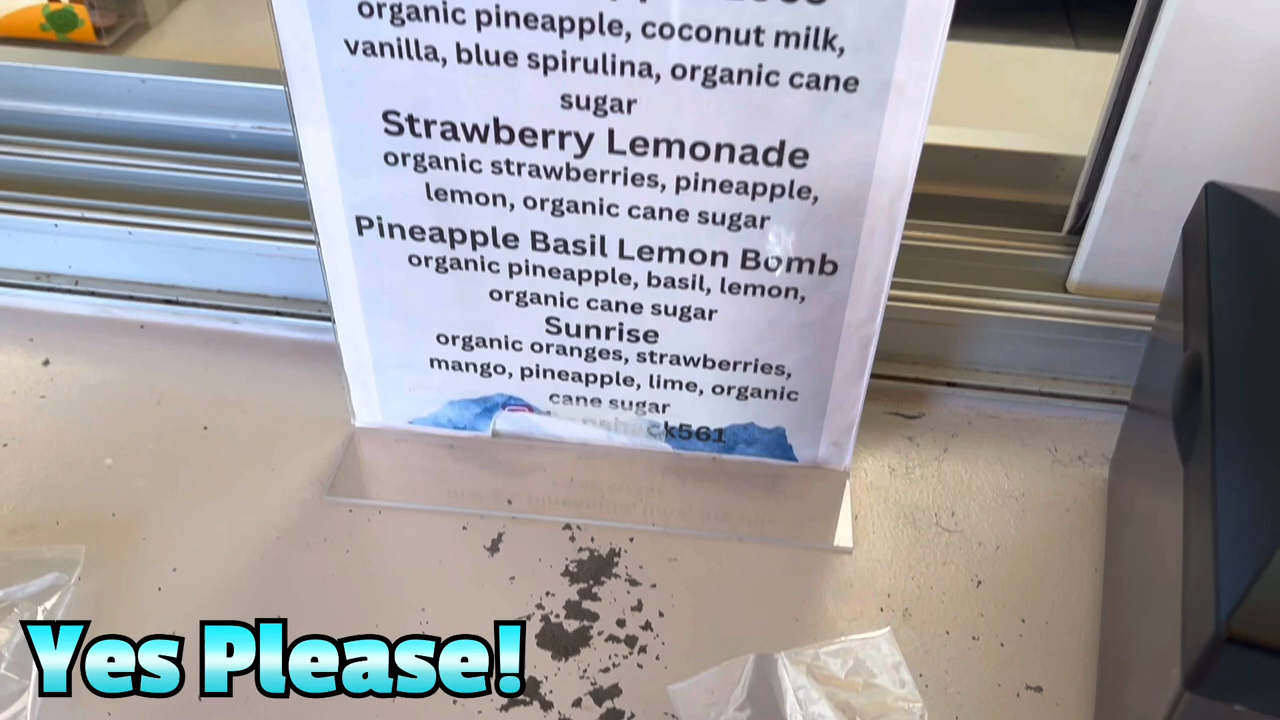 organic pineapple, coconut milk,
vanilla, blue spirulina, organic cane
sugar
Strawberry Lemonade
organic strawberries, pineapple,
lemon, organic cane sugar
Pineapple Basil Lemon Bomb
organic pineapple, basil, lemon,
organic cane sugar
Sunrise
organic oranges, strawberries,
mango, pineapple, lime, organic
cane sugar
Yes Please!